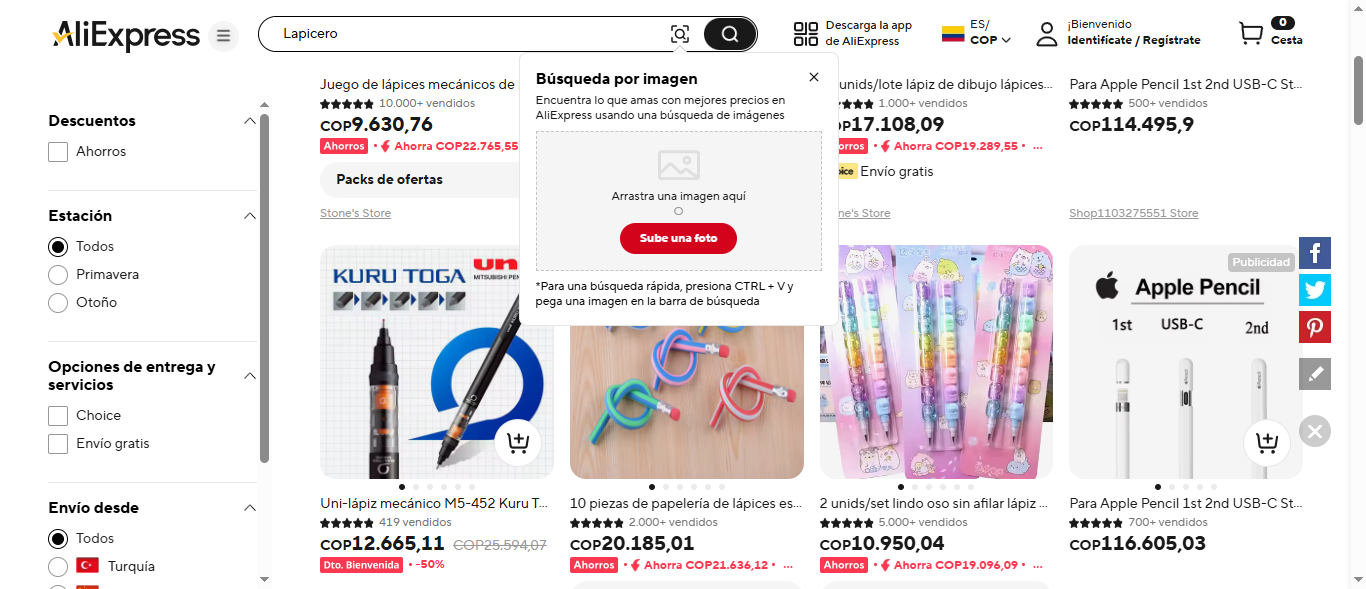 AliExpress
Lapicero
Descarga la app
de AliExpress
ES/
COP
¡Bienvenido
Identifícate / Regístrate
0
Cesta
Búsqueda por imagen
Encuentra lo que amas con mejores precios en
AliExpress usando una búsqueda de imágenes
Arrastra una imagen aquí
O
Sube una foto
*Para una búsqueda rápida, presiona CTRL + V y
pega una imagen en la barra de búsqueda
Descuentos
Ahorros
Estación
Todos
Primavera
Otoño
Opciones de entrega y
servicios
Choice
Envío gratis
Envío desde
Todos
Turquía
Juego de lápices mecánicos de
10.000+ vendidos
COP9.630,76
Ahorros
Ahorra COP22.765,55
Packs de ofertas
Stone's Store
unids/lote lápiz de dibujo lápices...
1.000+ vendidos
17.108,09
Ahorra COP19.289,55 • ...
Envío gratis
Store
Para Apple Pencil 1st 2nd USB-C St...
500+ vendidos
COP114.495,9
Shop1103275551 Store
KURU TOGA
uni
MITSUBISHI PEN
Uni-lápiz mecánico M5-452 Kuru T...
419 vendidos
COP12.665,11 COP25.594,07
Dto. Bienvenida • -50%
10 piezas de papelería de lápices es...
2.000+ vendidos
COP20.185,01
Ahorros • Ahorra COP21.636,12 • ...
2 unids/set lindo oso sin afilar lápiz ...
5.000+ vendidos
COP10.950,04
Ahorros • Ahorra COP19.096,09 • ...
Publicidad
Apple Pencil
1st USB-C 2nd
Para Apple Pencil 1st 2nd USB-C St...
700+ vendidos
COP116.605,03